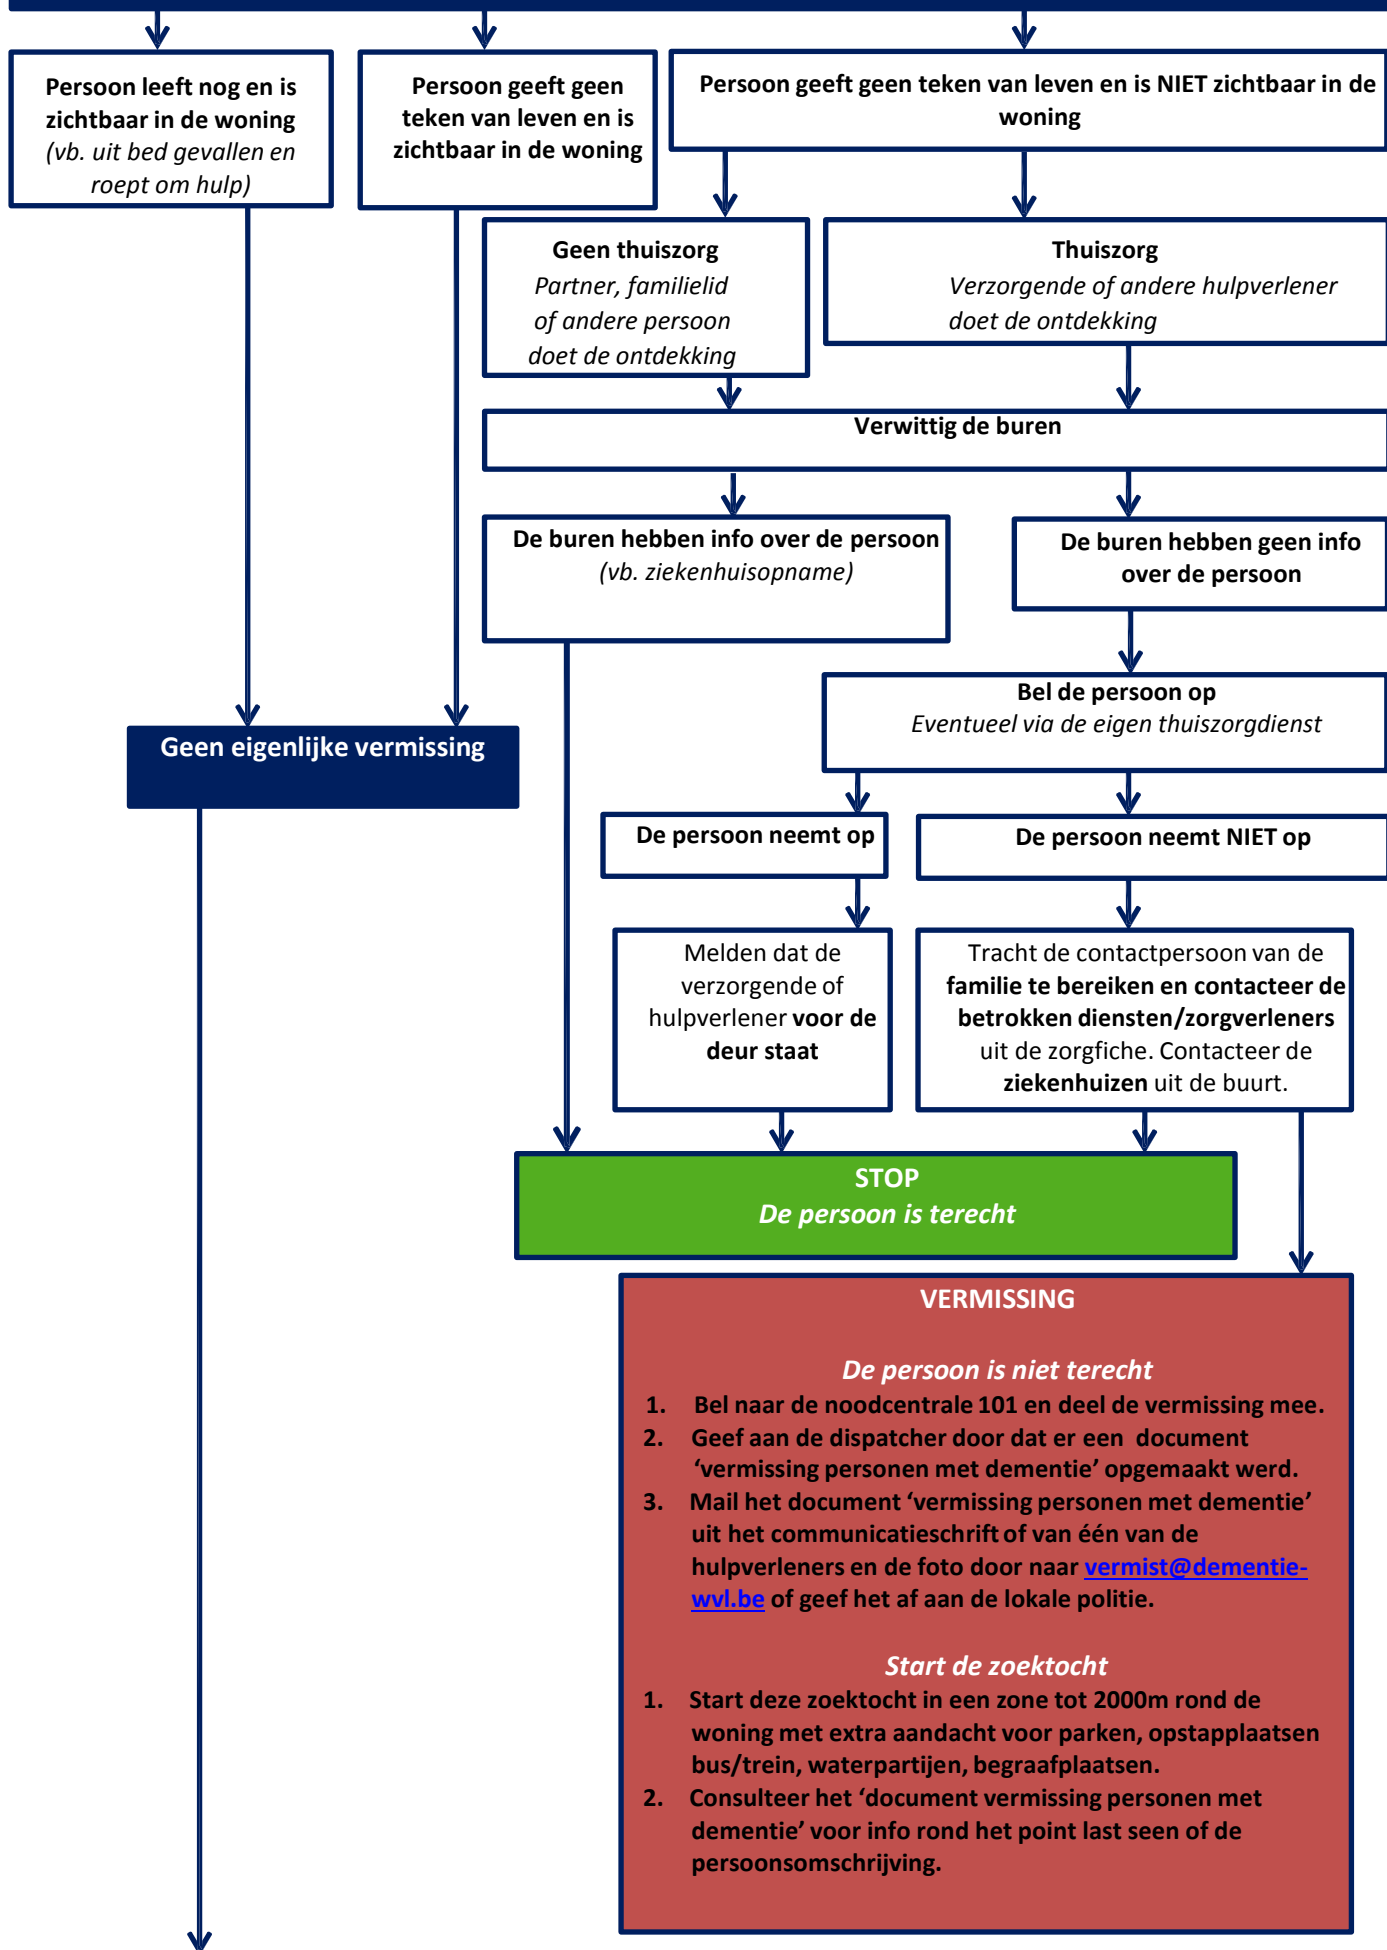 Persoon leeft nog en is
zichtbaar in de woning
(vb. uit bed gevallen en
roept om hulp)
Persoon geeft geen
teken van leven en is
zichtbaar in de woning
Persoon geeft geen teken van leven en is NIET zichtbaar in de
woning
Geen thuiszorg
Partner, familielid
of andere persoon
doet de ontdekking
Thuiszorg
Verzorgende of andere hulpverlener
doet de ontdekking
Verwittig de buren
De buren hebben info over de persoon
(vb. ziekenhuisopname)
De buren hebben geen info
over de persoon
Bel de persoon op
Eventueel via de eigen thuiszorgdienst
Geen eigenlijke vermissing
De persoon neemt op
De persoon neemt NIET op
Melden dat de
verzorgende of
hulpverlener voor de
deur staat
Tracht de contactpersoon van de
familie te bereiken en contacteer de
betrokken diensten/zorgverleners
uit de zorgfiche. Contacteer de
ziekenhuizen uit de buurt.
STOP
De persoon is terecht
VERMISSING
De persoon is niet terecht
1. Bel naar de noodcentrale 101 en deel de vermissing mee.
2. Geef aan de dispatcher door dat er een document
‘vermissing personen met dementie’ opgemaakt werd.
3. Mail het document ‘vermissing personen met dementie’
uit het communicatieschrift of van één van de
hulpverleners en de foto door naar vermist@dementie-
wvl.be of geef het af aan de lokale politie.
Start de zoektocht
1. Start deze zoektocht in een zone tot 2000m rond de
woning met extra aandacht voor parken, opstapplaatsen
bus/trein, waterpartijen, begraafplaatsen.
2. Consulteer het ‘document vermissing personen met
dementie’ voor info rond het point last seen of de
persoonsomschrijving.